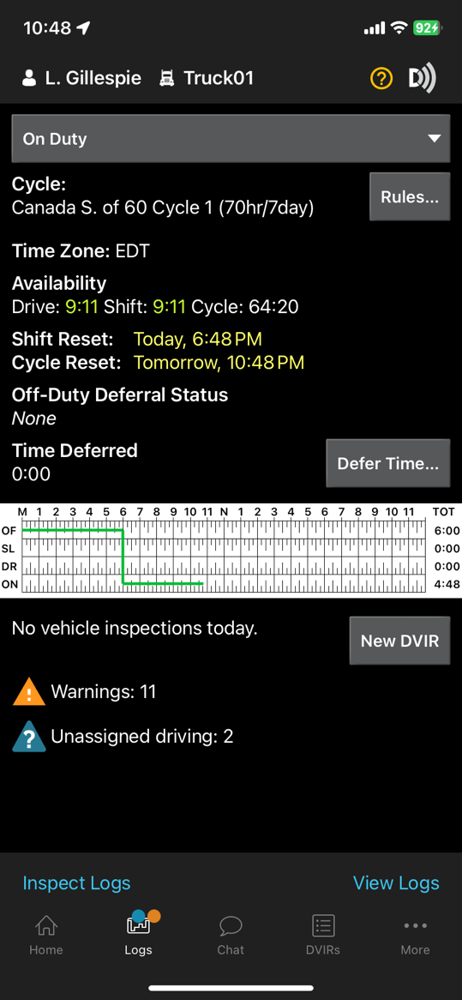 10:48
92
L. Gillespie Truck01
?
D
On Duty
Cycle:
Canada S. of 60 Cycle 1 (70hr/7day)
Rules...
Time Zone: EDT
Availability
Drive: 9:11 Shift: 9:11 Cycle: 64:20
Shift Reset: Today, 6:48 PM
Cycle Reset: Tomorrow, 10:48 PM
Off-Duty Deferral Status
None
Time Deferred
0:00
Defer Time...
M 1 2 3 4 5 6 7 8 9 10 11 N 1 2 3 4 5 6 7 8 9 10 11 TOT
OF 6:00
SL 0:00
DR 0:00
ON 4:48
No vehicle inspections today.
New DVIR
! Warnings: 11
? Unassigned driving: 2
Inspect Logs View Logs
Home Logs Chat DVIRs More